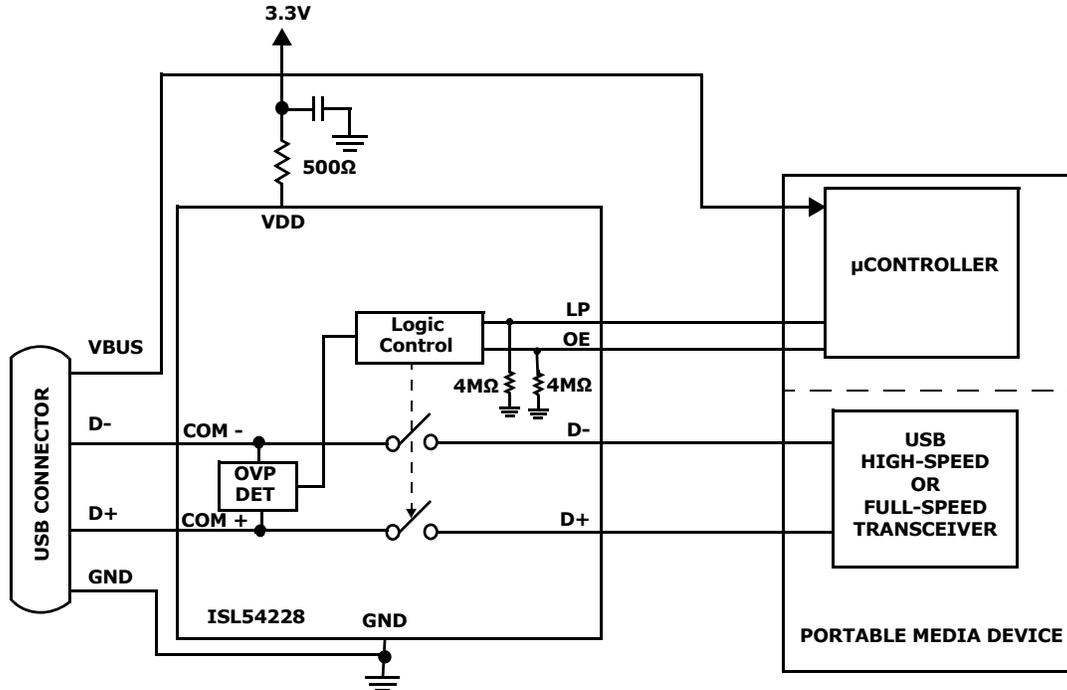 3.3V
500Ω
VDD
µCONTROLLER
LP
Logic
Control
OE
VBUS
4MΩ
4MΩ
USB CONNECTOR
D-
COM -
D-
USB
HIGH-SPEED
OR
FULL-SPEED
TRANSCEIVER
OVP
DET
D+
COM +
D+
GND
ISL54228
GND
PORTABLE MEDIA DEVICE